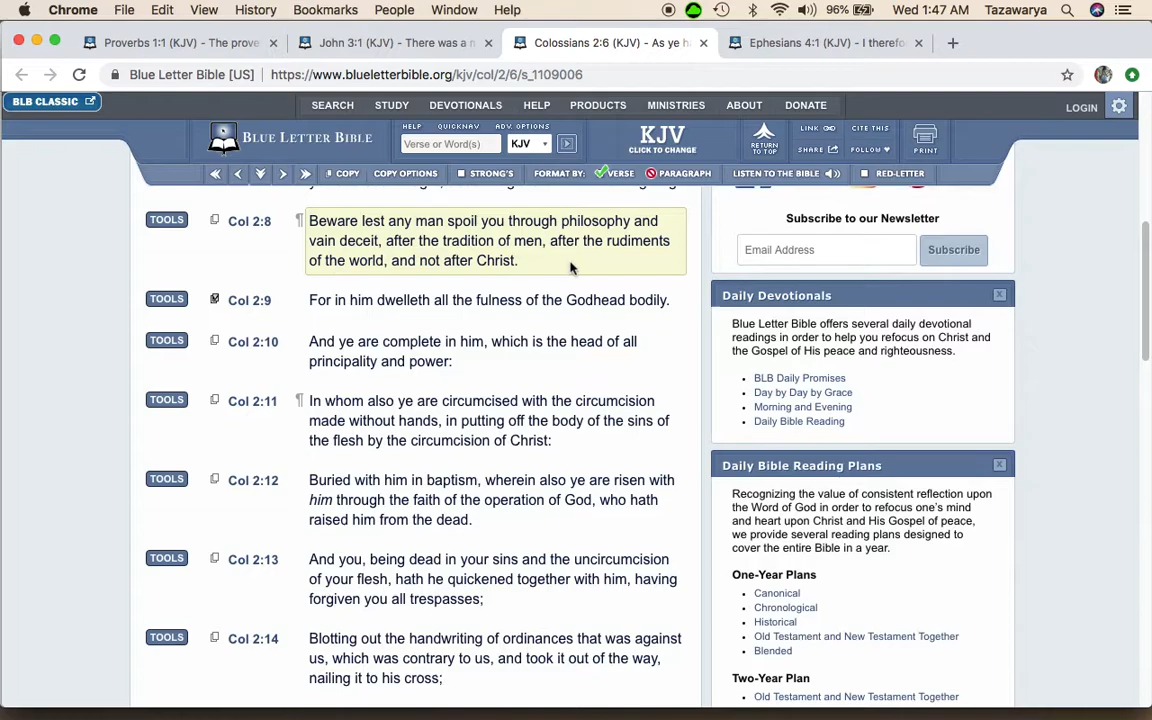 Chrome File Edit View History Bookmarks People Window Help 96% Wed 1:47 AM Tazawarya
Proverbs 1:1 (KJV) - The prove × John 3:1 (KJV) - There was a n × Colossians 2:6 (KJV) - As ye h × Ephesians 4:1 (KJV) - I therefo ×
Blue Letter Bible [US] https://www.blueletterbible.org/kjv/col/2/6/s_1109006
BLB CLASSIC SEARCH STUDY DEVOTIONALS HELP PRODUCTS MINISTRIES ABOUT DONATE LOGIN
BLUE LETTER BIBLE
HELP QUICKNAV ADV. OPTIONS
Verse or Word(s) KJV
KJV
CLICK TO CHANGE
RETURN
TO TOP
LINK CITE THIS
SHARE FOLLOW
PRINT
COPY COPY OPTIONS STRONG'S FORMAT BY: VERSE PARAGRAPH LISTEN TO THE BIBLE RED-LETTER
TOOLS Col 2:8 ¶ Beware lest any man spoil you through philosophy and
vain deceit, after the tradition of men, after the rudiments
of the world, and not after Christ.
TOOLS Col 2:9 For in him dwelleth all the fulness of the Godhead bodily.
TOOLS Col 2:10 And ye are complete in him, which is the head of all
principality and power:
TOOLS Col 2:11 ¶ In whom also ye are circumcised with the circumcision
made without hands, in putting off the body of the sins of
the flesh by the circumcision of Christ:
TOOLS Col 2:12 Buried with him in baptism, wherein also ye are risen with
him through the faith of the operation of God, who hath
raised him from the dead.
TOOLS Col 2:13 And you, being dead in your sins and the uncircumcision
of your flesh, hath he quickened together with him, having
forgiven you all trespasses;
TOOLS Col 2:14 Blotting out the handwriting of ordinances that was against
us, which was contrary to us, and took it out of the way,
nailing it to his cross;
Subscribe to our Newsletter
Email Address Subscribe
Daily Devotionals
Blue Letter Bible offers several daily devotional
readings in order to help you refocus on Christ and
the Gospel of His peace and righteousness.
• BLB Daily Promises
• Day by Day by Grace
• Morning and Evening
• Daily Bible Reading
Daily Bible Reading Plans
Recognizing the value of consistent reflection upon
the Word of God in order to refocus one's mind
and heart upon Christ and His Gospel of peace,
we provide several reading plans designed to
cover the entire Bible in a year.
One-Year Plans
• Canonical
• Chronological
• Historical
• Old Testament and New Testament Together
• Blended
Two-Year Plan
• Old Testament and New Testament Together